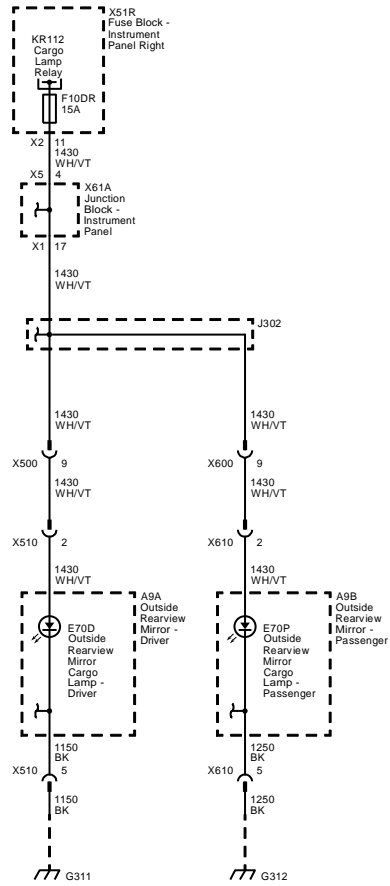 X51R
Fuse Block -
Instrument
Panel Right
KR112
Cargo
Lamp
Relay
F10DR
15A
X2 11
1430
WH/VT
X5 4
X61A
Junction
Block -
Instrument
Panel
X1 17
1430
WH/VT
J302
1430
WH/VT
1430
WH/VT
X500 9
X600 9
1430
WH/VT
1430
WH/VT
X510 2
X610 2
1430
WH/VT
1430
WH/VT
A9A
Outside
Rearview
Mirror -
Driver
A9B
Outside
Rearview
Mirror -
Passenger
E70D
Outside
Rearview
Mirror
Cargo
Lamp -
Driver
E70P
Outside
Rearview
Mirror
Cargo
Lamp -
Passenger
1150
BK
1250
BK
X510 5
X610 5
1150
BK
1250
BK
G311
G312